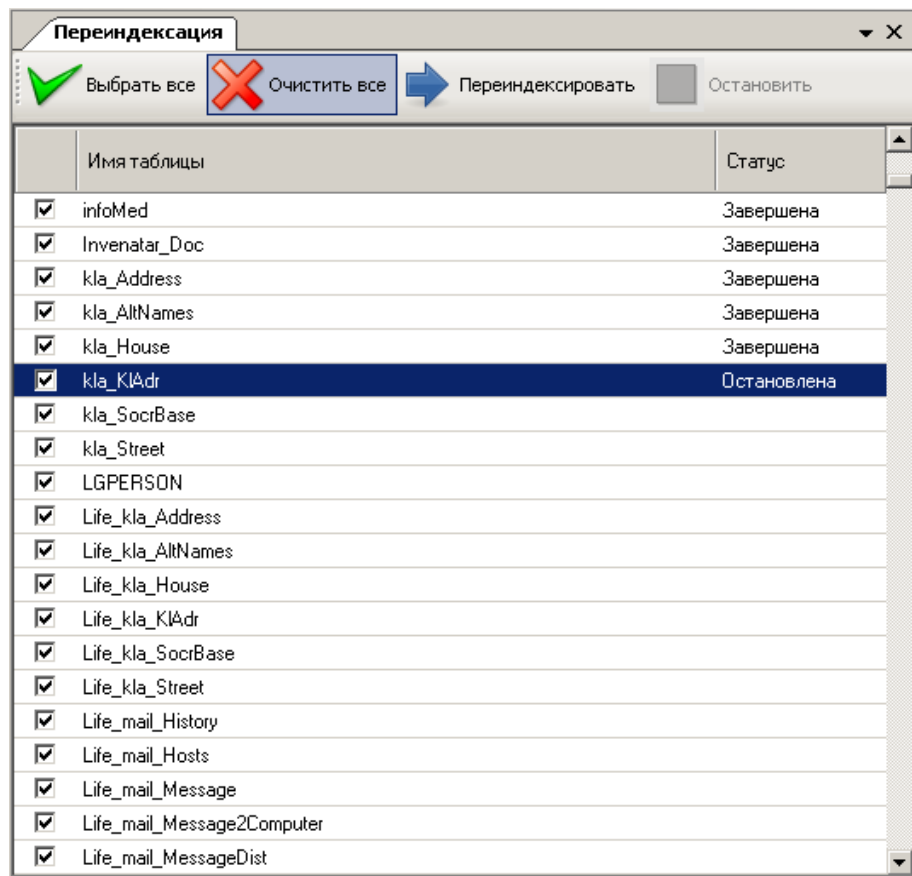 Переиндексация
Выбрать все Очистить все Переиндексировать Остановить
Имя таблицы Статус
infoMed Завершена
Invenatar_Doc Завершена
kla_Address Завершена
kla_AltNames Завершена
kla_House Завершена
kla_KlAdr Остановлена
kla_SocrBase
kla_Street
LGPERSON
Life_kla_Address
Life_kla_AltNames
Life_kla_House
Life_kla_KlAdr
Life_kla_SocrBase
Life_kla_Street
Life_mail_History
Life_mail_Hosts
Life_mail_Message
Life_mail_Message2Computer
Life_mail_MessageDist